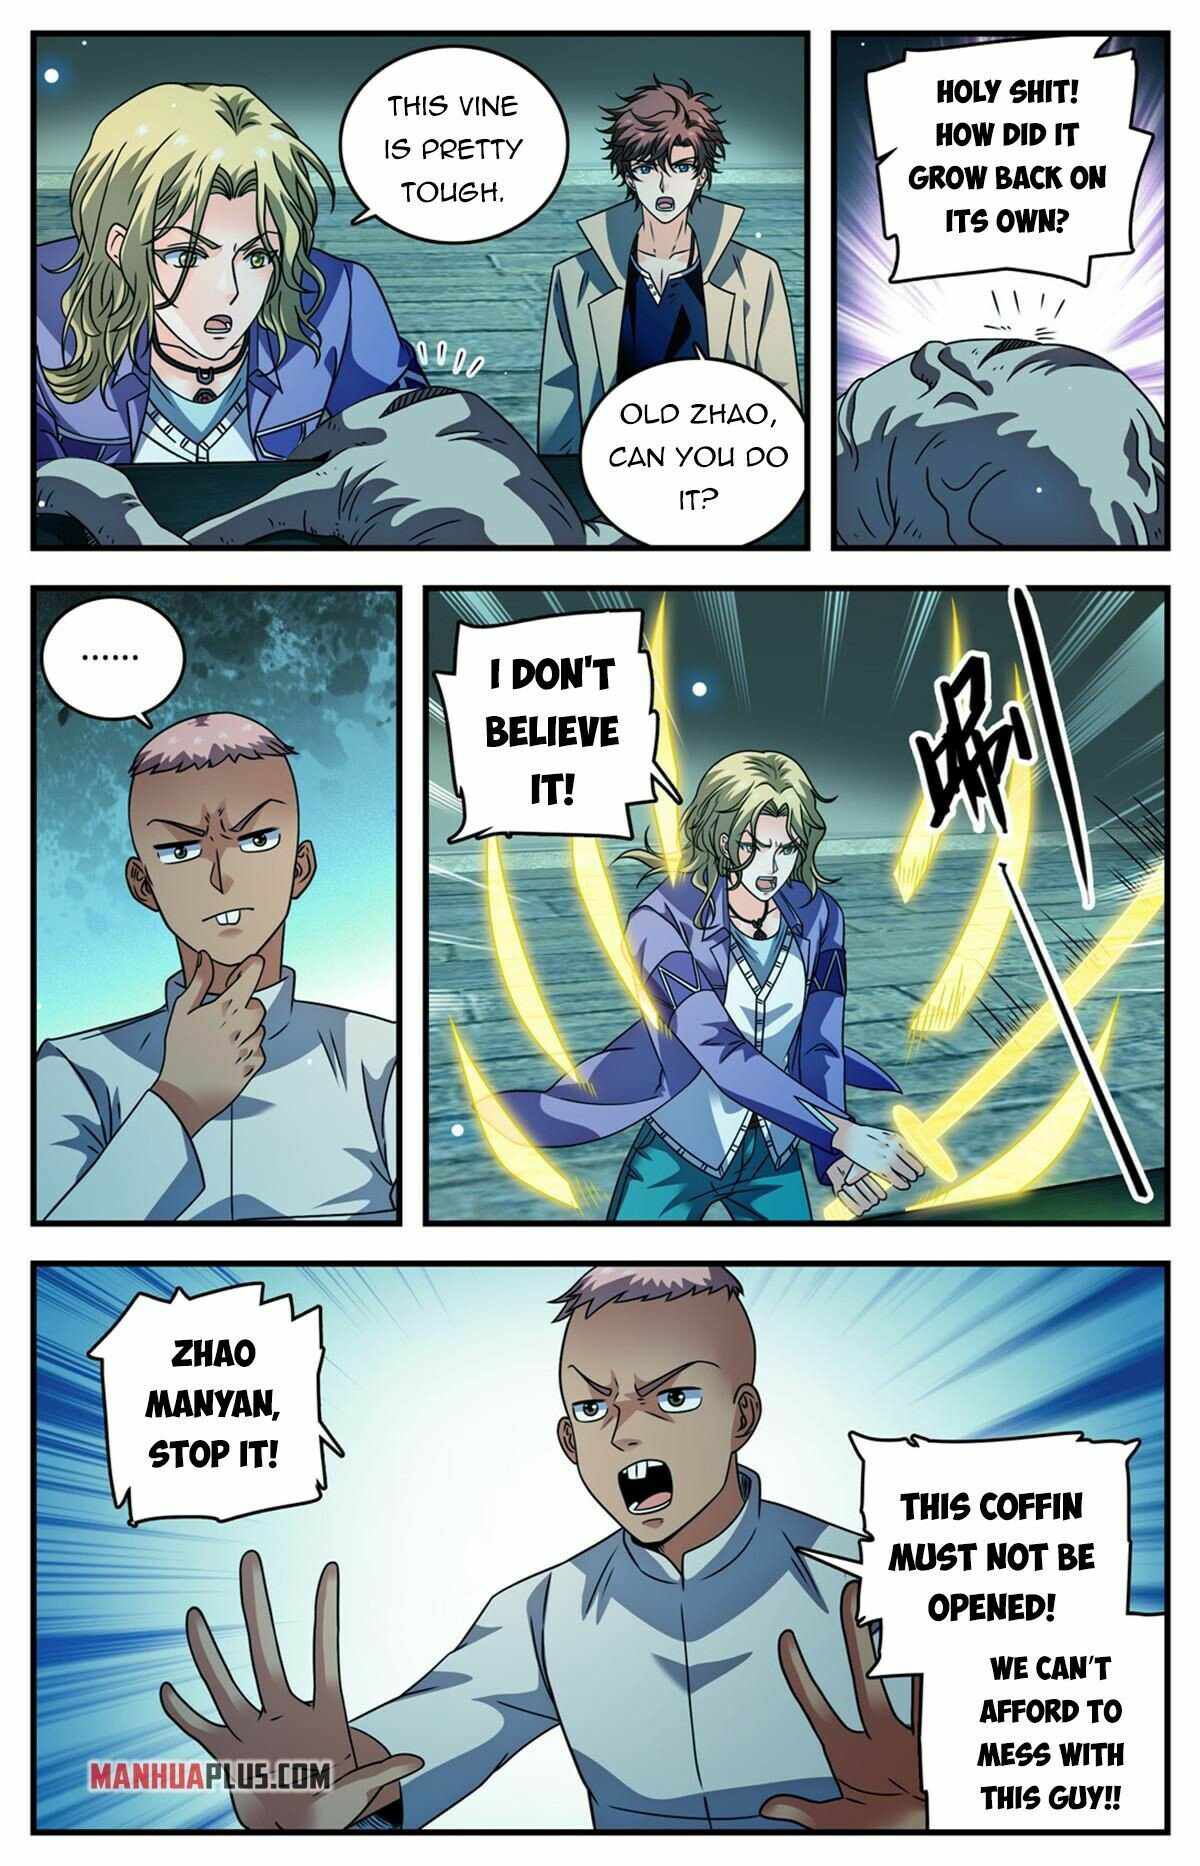 THIS VINE
IS PRETTY
TOUGH.
OLD ZHAO,
CAN YOU DO
IT?
HOLY SHIT!
HOW DID IT
GROW BACK ON
ITS OWN?
......
I DON'T
BELIEVE
IT!
ZHAO
MANYAN,
STOP IT!
THIS COFFIN
MUST NOT BE
OPENED!
WE CAN'T
AFFORD TO
MESS WITH
THIS GUY!!
MANHUAPLUS.COM